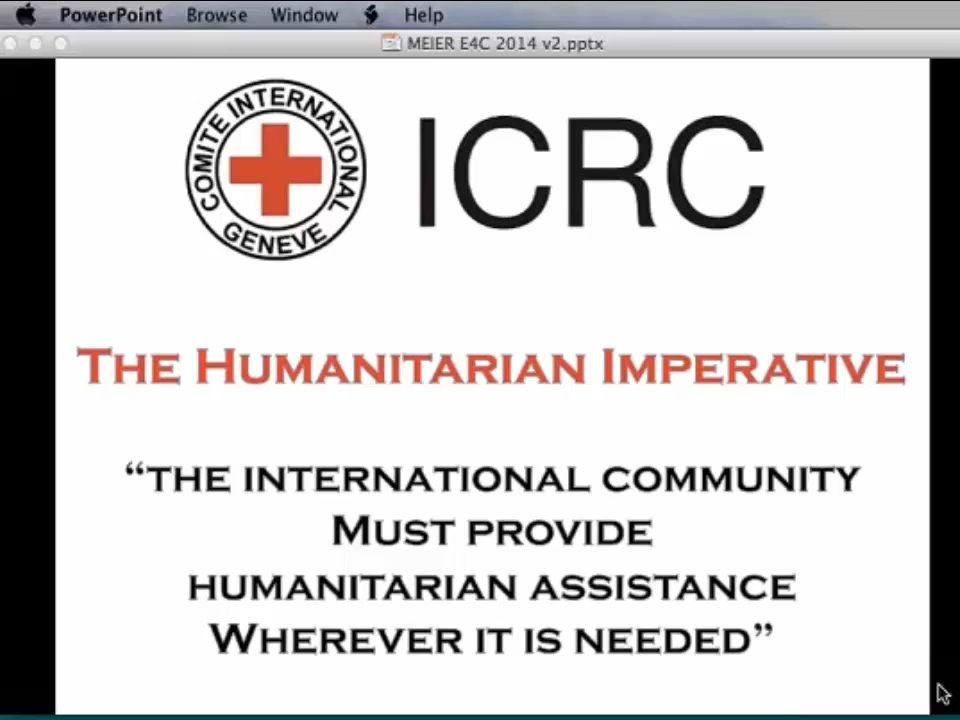 PowerPoint Browse Window Help
MEIER E4C 2014 v2.pptx
COMITE INTERNATIONAL
GENEVE
ICRC
THE HUMANITARIAN IMPERATIVE
“THE INTERNATIONAL COMMUNITY
MUST PROVIDE
HUMANITARIAN ASSISTANCE
WHEREVER IT IS NEEDED”